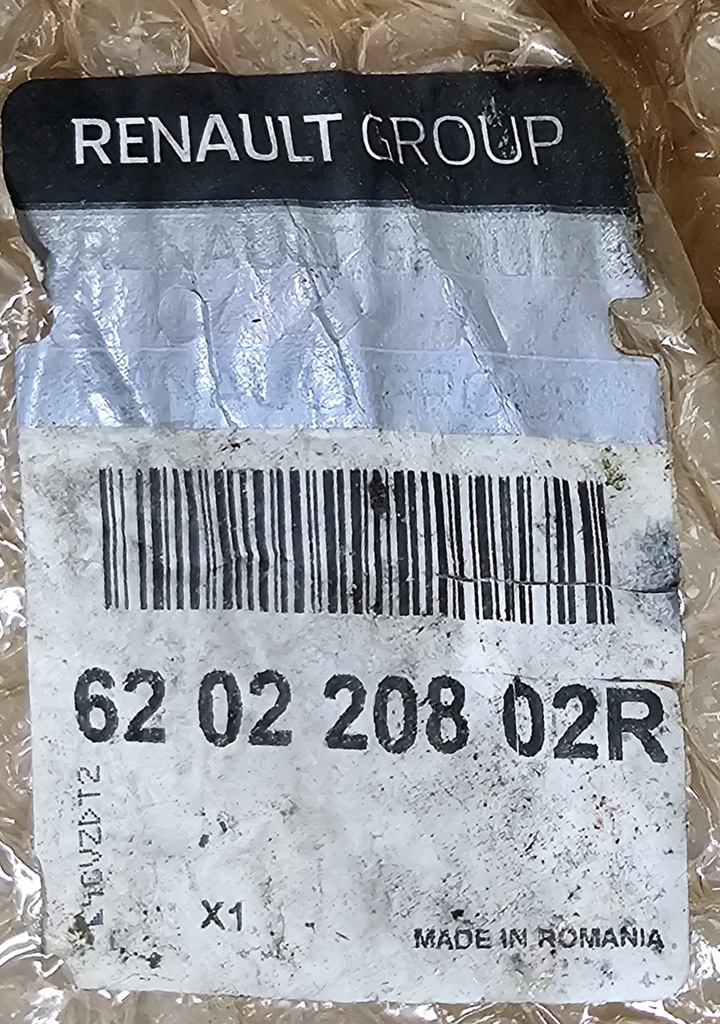 RENAULT GROUP
62 02 208 02R
X1
MADE IN ROMANIA